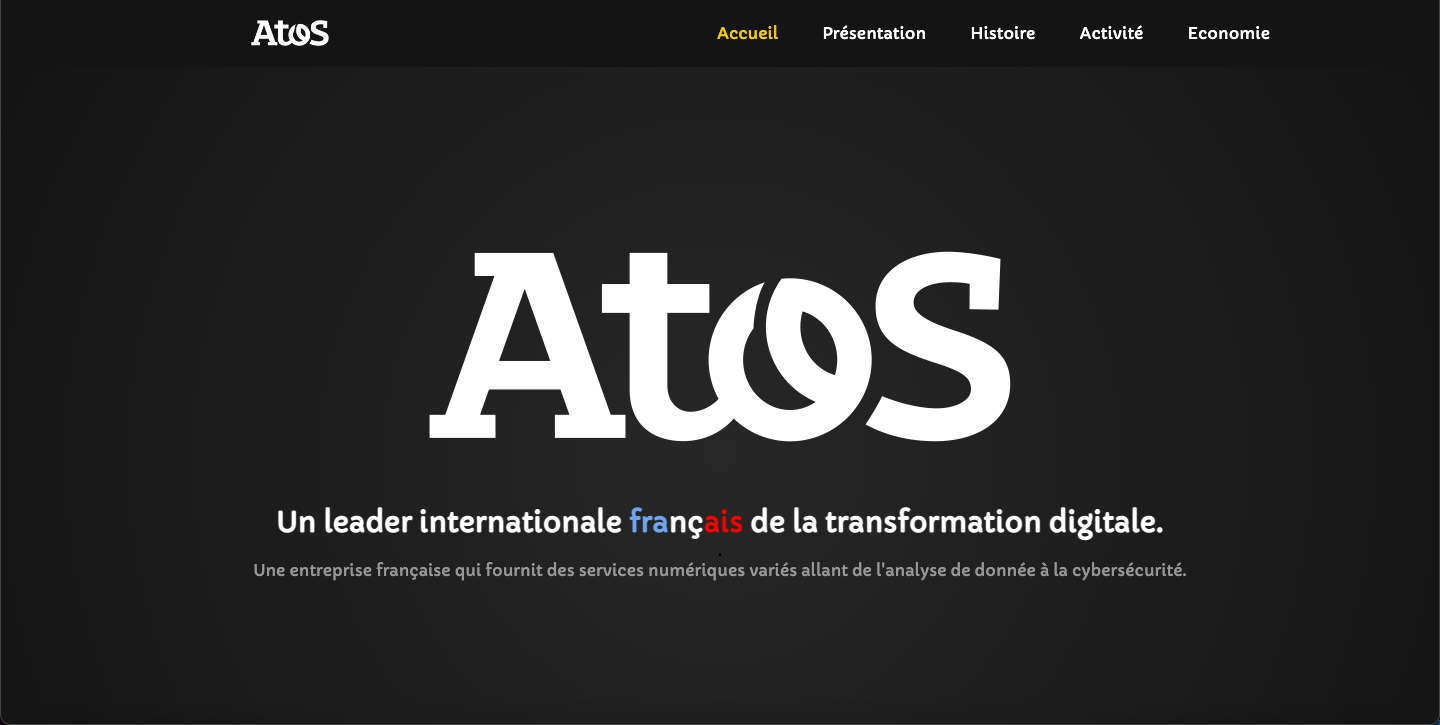 Atos
Accueil Présentation Histoire Activité Economie
Atos
Un leader internationale français de la transformation digitale.
Une entreprise française qui fournit des services numériques variés allant de l'analyse de donnée à la cybersécurité.